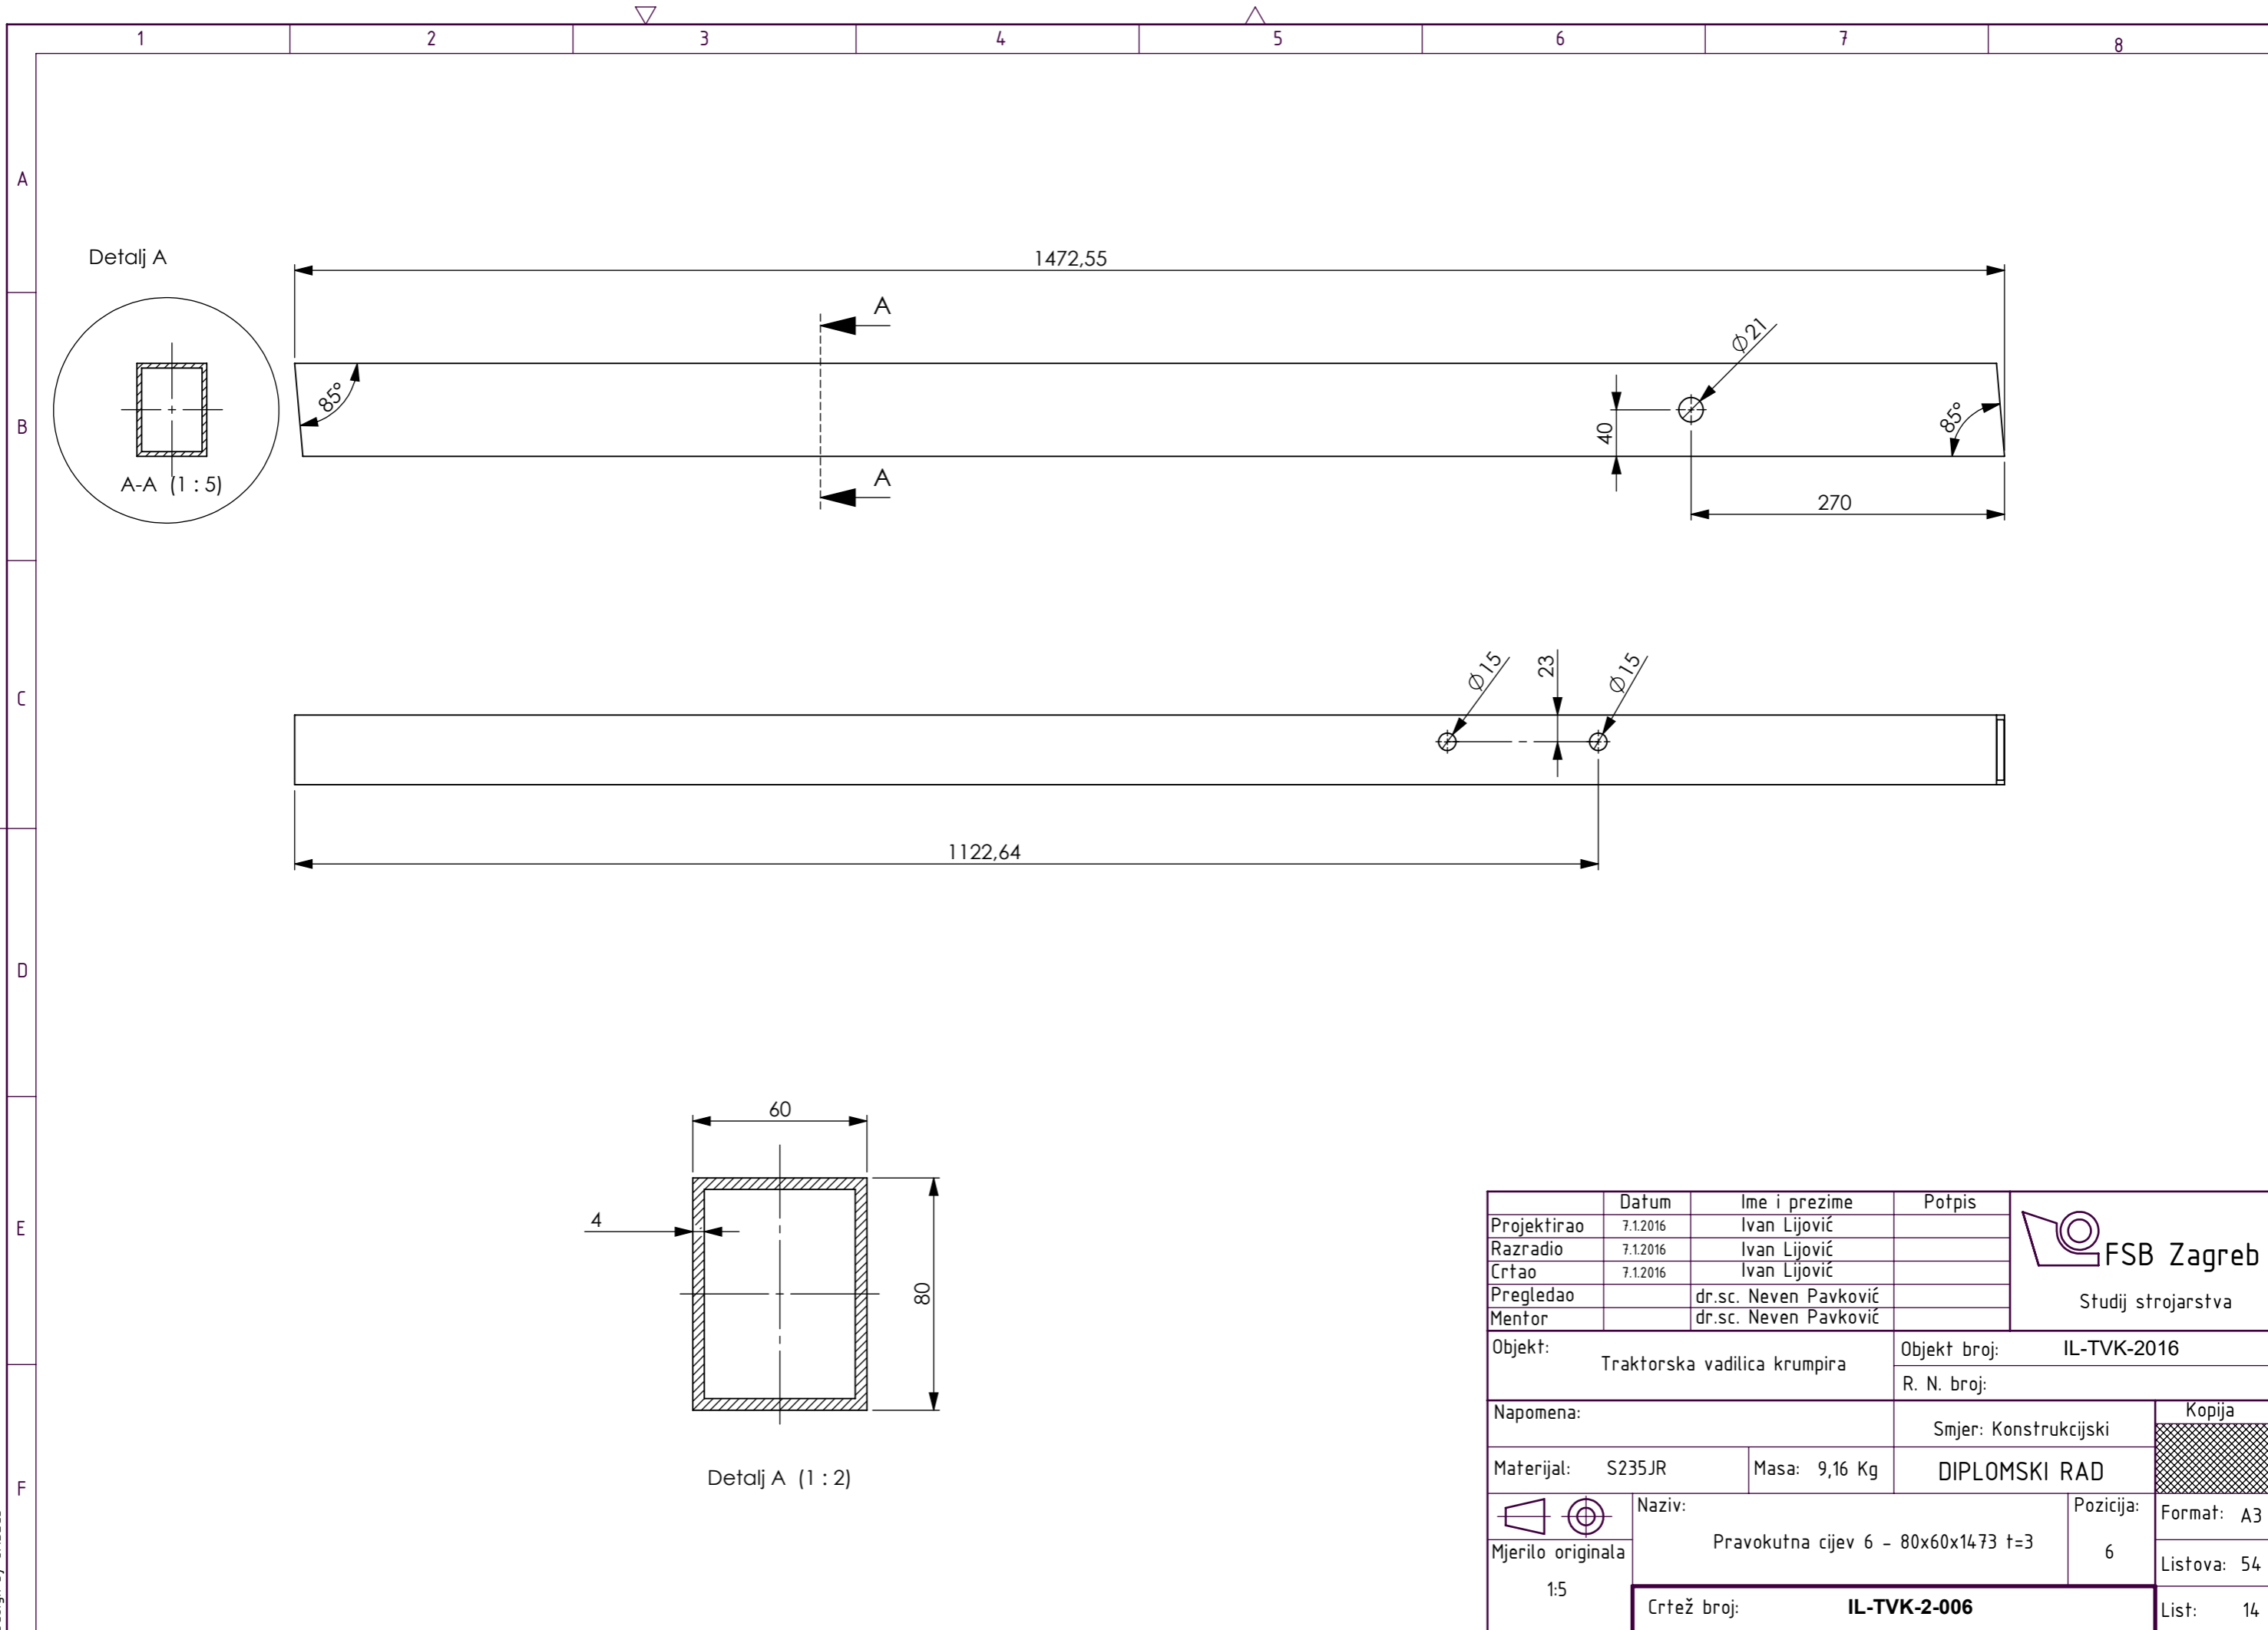 1 2 3 4 5 6 7 8
A
B
C
D
E
F
Detalj A
A-A (1 : 5)
1472,55
A
A
85°
Ø21
40
85°
270
Ø15
23
Ø15
1122,64
60
4
80
Detalj A (1 : 2)
Datum Ime i prezime Potpis
Projektirao 7.1.2016 Ivan Lijović
Razradio 7.1.2016 Ivan Lijović
Crtao 7.1.2016 Ivan Lijović
Pregledao dr.sc. Neven Pavković
Mentor dr.sc. Neven Pavković
FSB Zagreb
Studij strojarstva
Objekt: Traktorska vadilica krumpira
Objekt broj: IL-TVK-2016
R. N. broj:
Napomena:
Smjer: Konstrukcijski
Kopija
Materijal: S235JR
Masa: 9,16 Kg
DIPLOMSKI RAD
Naziv:
Pravokutna cijev 6 - 80x60x1473 t=3
Pozicija:
6
Format: A3
Mjerilo originala
1:5
Listova: 54
Crtež broj: IL-TVK-2-006
List: 14